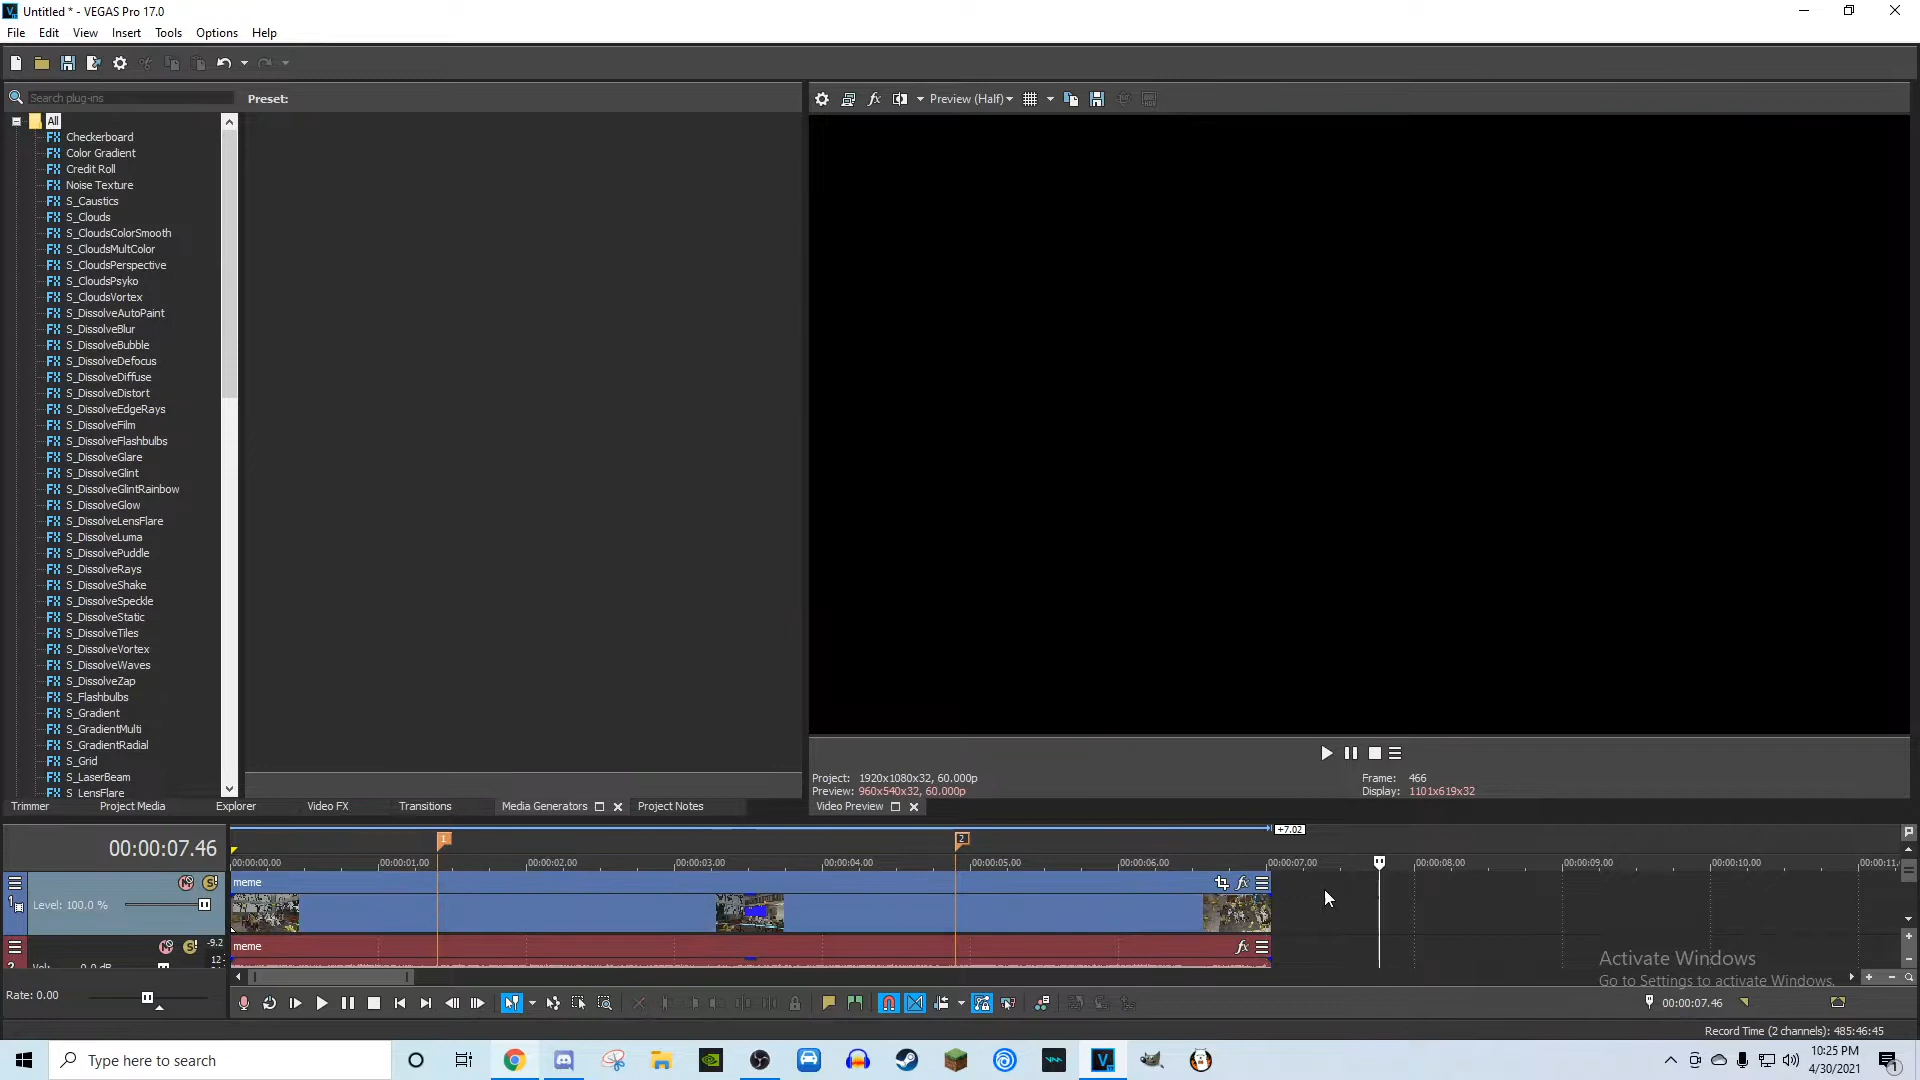 Untitled * - VEGAS Pro 17.0
File Edit View Insert Tools Options Help
Search plug-ins
Preset:
Preview (Half)
All
Checkerboard
Color Gradient
Credit Roll
Noise Texture
S_Caustics
S_Clouds
S_CloudsColorSmooth
S_CloudsMultColor
S_CloudsPerspective
S_CloudsPsyko
S_CloudsVortex
S_DissolveAutoPaint
S_DissolveBlur
S_DissolveBubble
S_DissolveDefocus
S_DissolveDiffuse
S_DissolveDistort
S_DissolveEdgeRays
S_DissolveFilm
S_DissolveFlashbulbs
S_DissolveGlare
S_DissolveGlint
S_DissolveGlintRainbow
S_DissolveGlow
S_DissolveLensFlare
S_DissolveLuma
S_DissolvePuddle
S_DissolveRays
S_DissolveShake
S_DissolveSpeckle
S_DissolveStatic
S_DissolveTiles
S_DissolveVortex
S_DissolveWaves
S_DissolveZap
S_Flashbulbs
S_Gradient
S_GradientMulti
S_GradientRadial
S_Grid
S_LaserBeam
S_LensFlare
Project: 1920x1080x32, 60.000p
Preview: 960x540x32, 60.000p
Frame: 466
Display: 1101x619x32
Trimmer Project Media Explorer Video FX Transitions Media Generators Project Notes
Video Preview
+7.02
00:00:07.46
1 2
00:00:00.00 00:00:01.00 00:00:02.00 00:00:03.00 00:00:04.00 00:00:05.00 00:00:06.00 00:00:07.00 00:00:08.00 00:00:09.00 00:00:10.00 00:00:11.
meme
Level: 100.0 %
meme
-9.2
12
Rate: 0.00
Activate Windows
Go to Settings to activate Windows.
00:00:07.46
Record Time (2 channels): 485:46:45
Type here to search
10:25 PM
4/30/2021